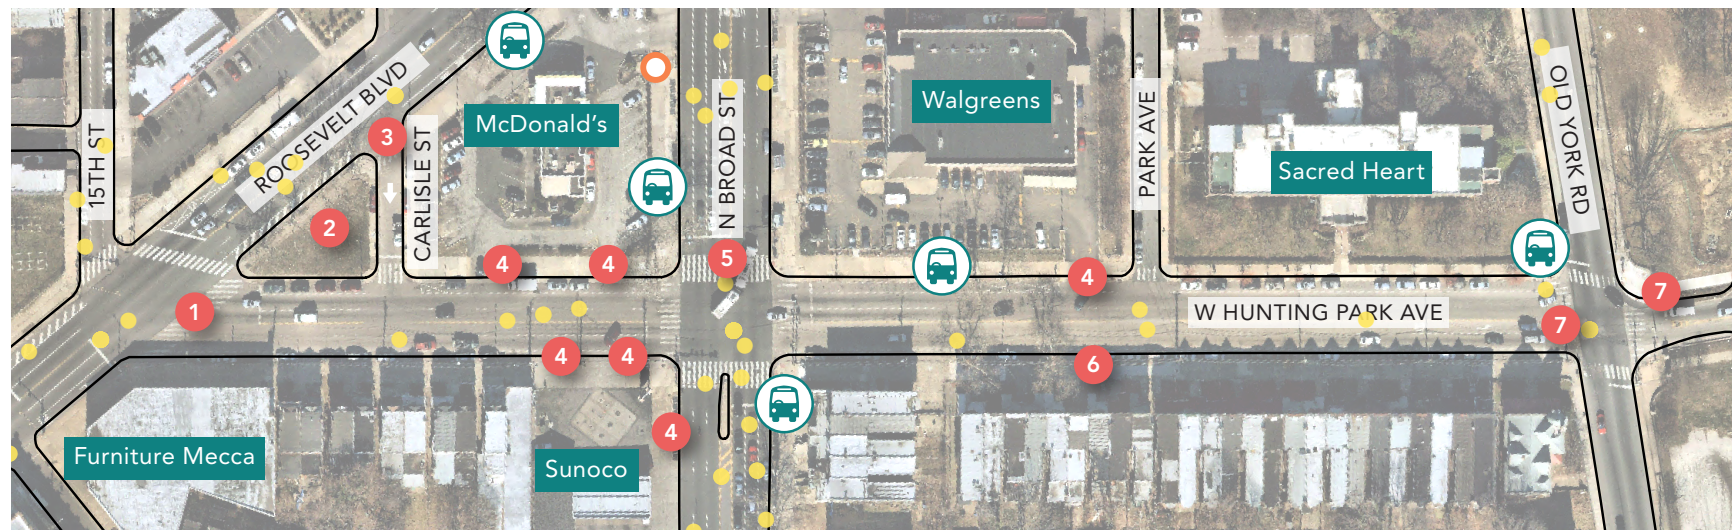 15TH ST
ROOSEVELT BLVD
CARLISLE ST
McDonald's
N BROAD ST
Walgreens
PARK AVE
Sacred Heart
OLD YORK RD
3
2
4
4
5
4
7
1
W HUNTING PARK AVE
7
4
4
6
4
Furniture Mecca
Sunoco